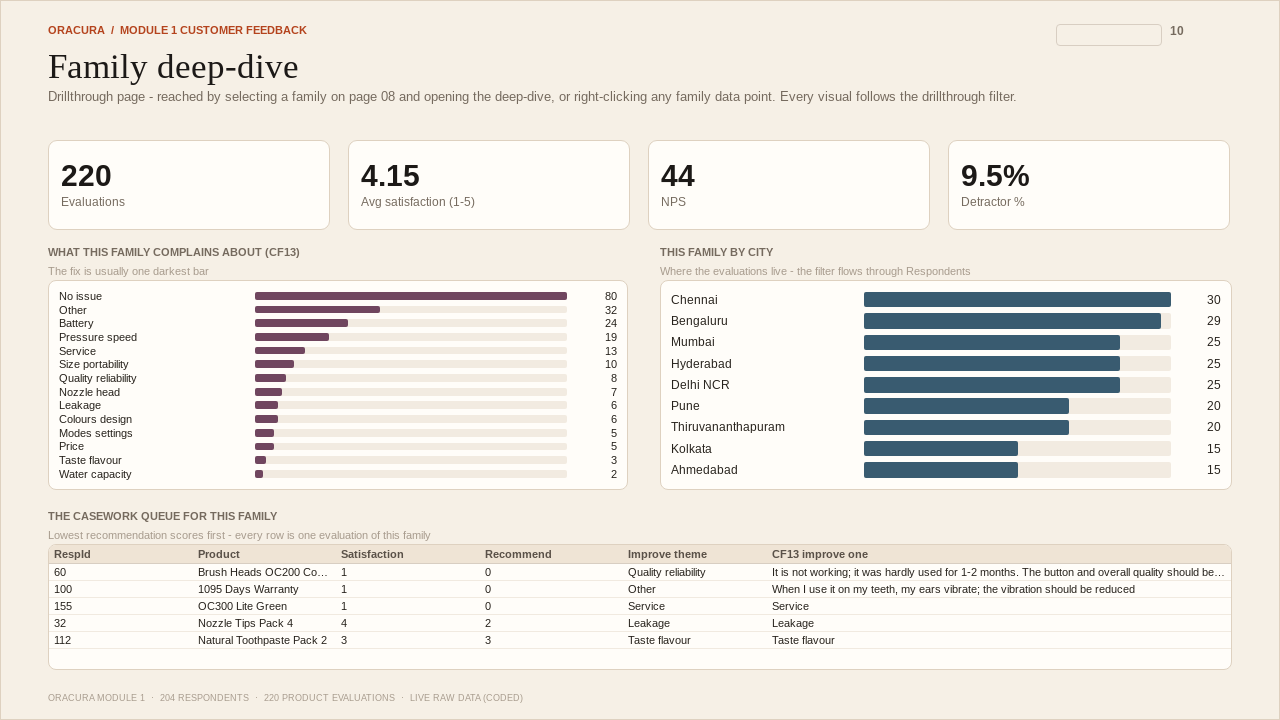 ORACURA / MODULE 1 CUSTOMER FEEDBACK
10
Family deep-dive
Drillthrough page - reached by selecting a family on page 08 and opening the deep-dive, or right-clicking any family data point. Every visual follows the drillthrough filter.
220
Evaluations
4.15
Avg satisfaction (1-5)
44
NPS
9.5%
Detractor %
WHAT THIS FAMILY COMPLAINS ABOUT (CF13)
The fix is usually one darkest bar
No issue 80
Other 32
Battery 24
Pressure speed 19
Service 13
Size portability 10
Quality reliability 8
Nozzle head 7
Leakage 6
Colours design 6
Modes settings 5
Price 5
Taste flavour 3
Water capacity 2
THIS FAMILY BY CITY
Where the evaluations live - the filter flows through Respondents
Chennai 30
Bengaluru 29
Mumbai 25
Hyderabad 25
Delhi NCR 25
Pune 20
Thiruvananthapuram 20
Kolkata 15
Ahmedabad 15
THE CASEWORK QUEUE FOR THIS FAMILY
Lowest recommendation scores first - every row is one evaluation of this family
RespId Product Satisfaction Recommend Improve theme CF13 improve one
60 Brush Heads OC200 Co… 1 0 Quality reliability It is not working; it was hardly used for 1-2 months. The button and overall quality should be…
100 1095 Days Warranty 1 0 Other When I use it on my teeth, my ears vibrate; the vibration should be reduced
155 OC300 Lite Green 1 0 Service Service
32 Nozzle Tips Pack 4 4 2 Leakage Leakage
112 Natural Toothpaste Pack 2 3 3 Taste flavour Taste flavour
ORACURA MODULE 1 · 204 RESPONDENTS · 220 PRODUCT EVALUATIONS · LIVE RAW DATA (CODED)